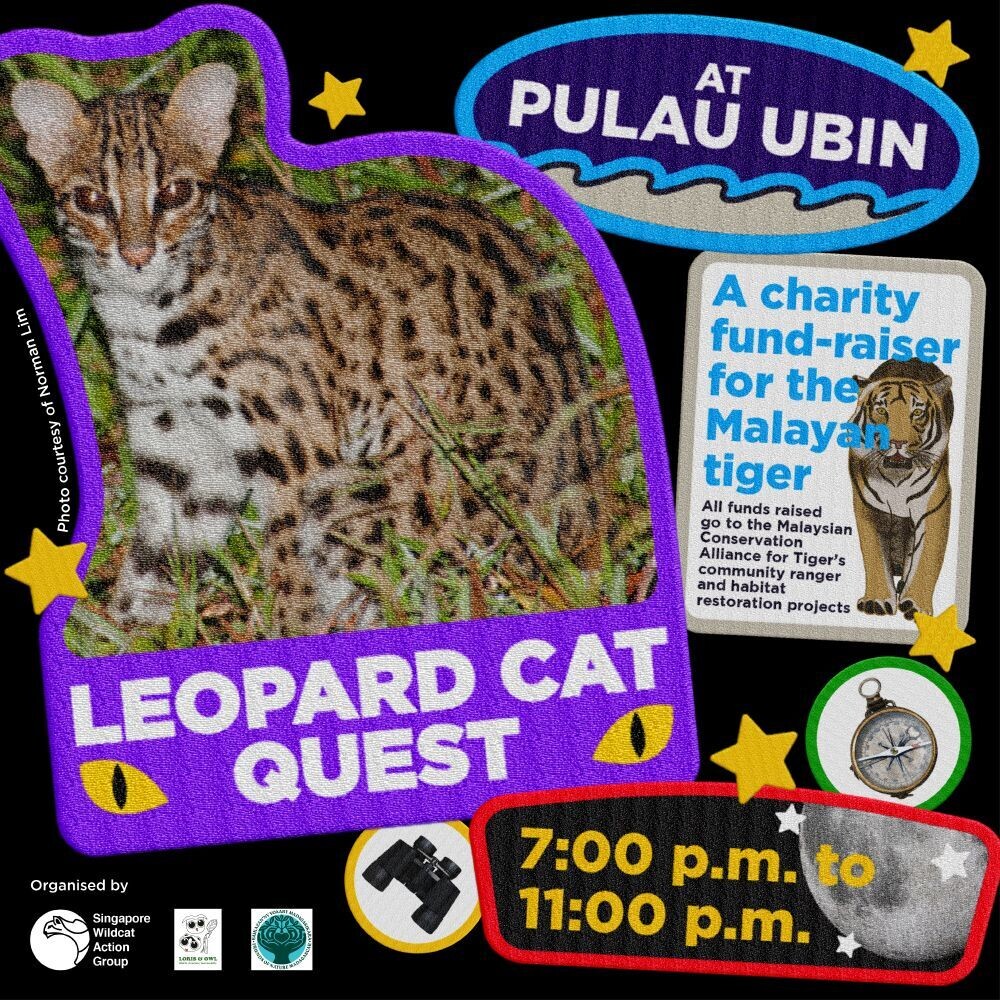 AT
PULAU UBIN
A charity
fund-raiser
for the
Malayan
tiger
All funds raised
go to the Malaysian
Conservation
Alliance for Tiger's
community ranger
and habitat
restoration projects
Photo courtesy of Norman Lim
LEOPARD CAT
QUEST
7:00 p.m. to
11:00 p.m.
Organised by
Singapore
Wildcat
Action
Group
LORIS & OWL